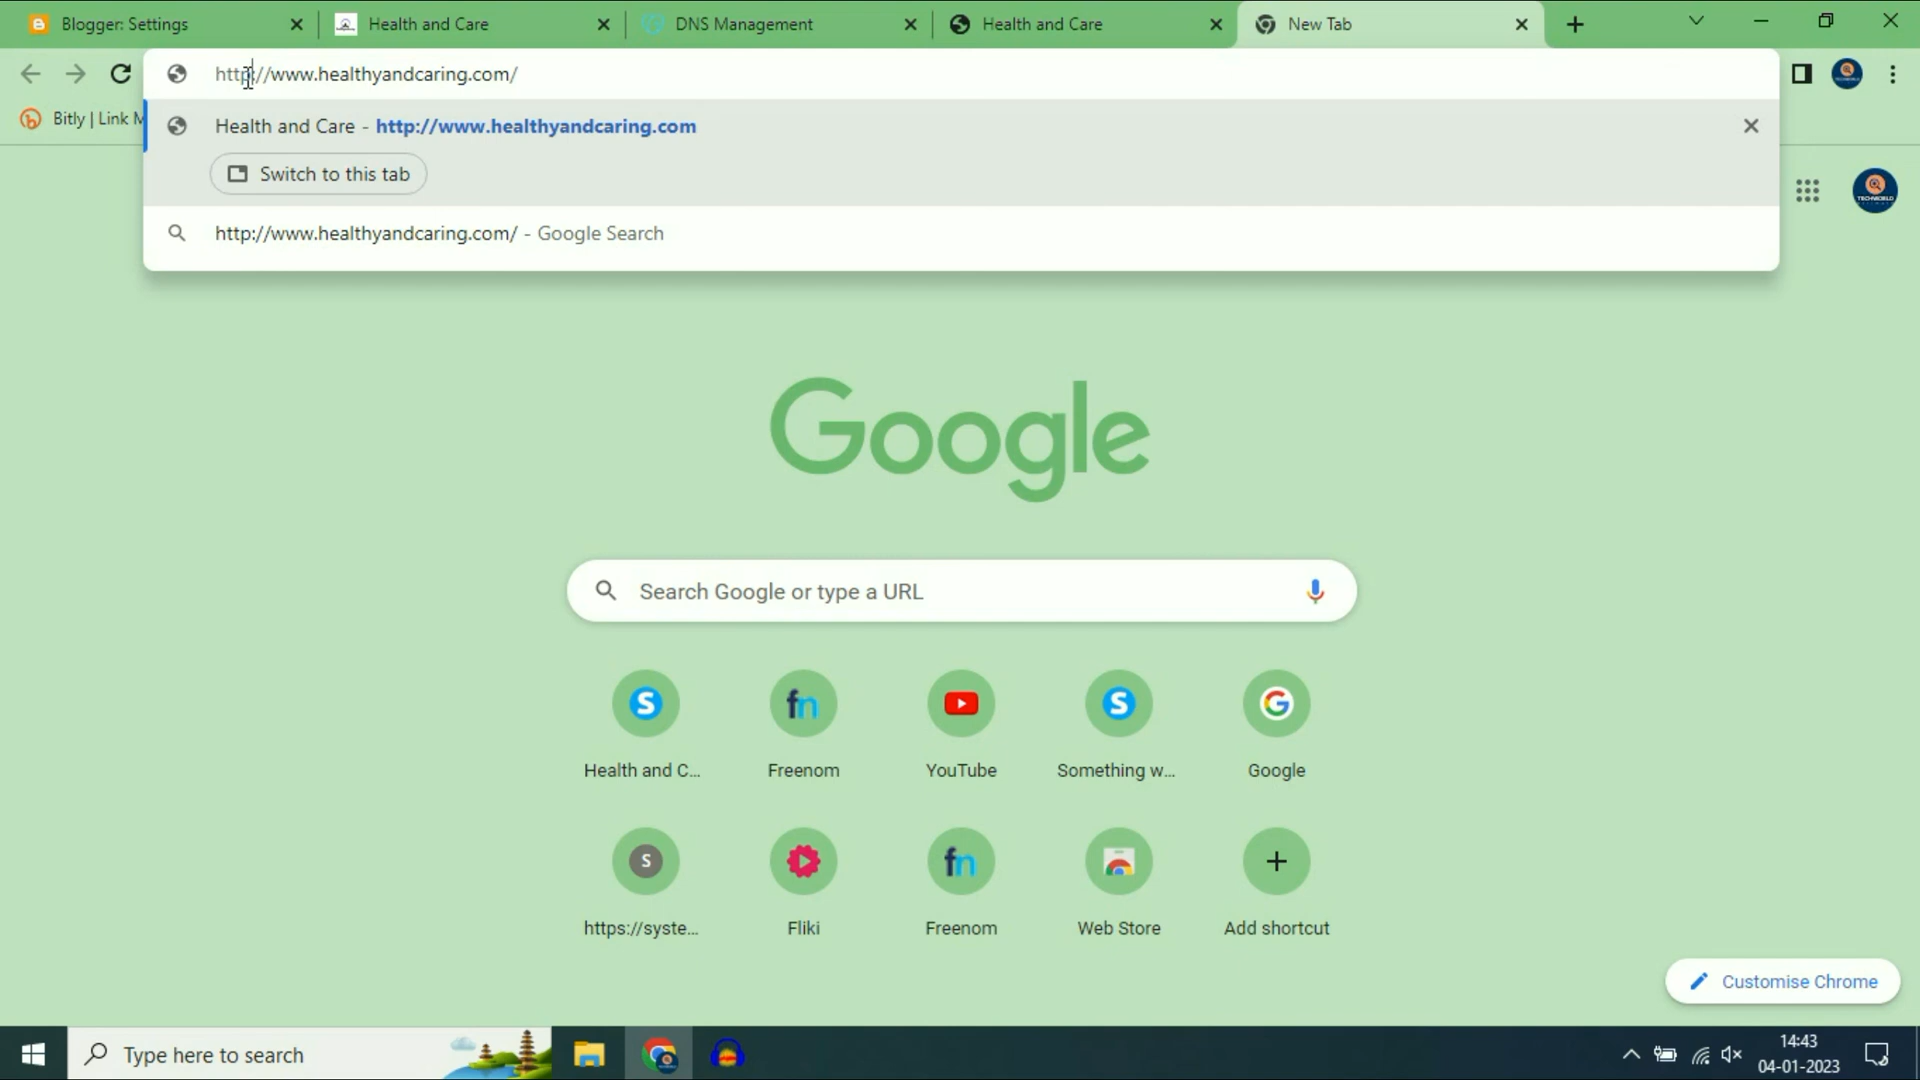 Blogger: Settings
Health and Care
DNS Management
Health and Care
New Tab
http://www.healthyandcaring.com/
Bitly | Link M
Health and Care - http://www.healthyandcaring.com
Switch to this tab
http://www.healthyandcaring.com/ - Google Search
Google
Search Google or type a URL
Health and C...
Freenom
YouTube
Something w...
Google
https://syste...
Fliki
Freenom
Web Store
Add shortcut
Customise Chrome
Type here to search
14:43
04-01-2023